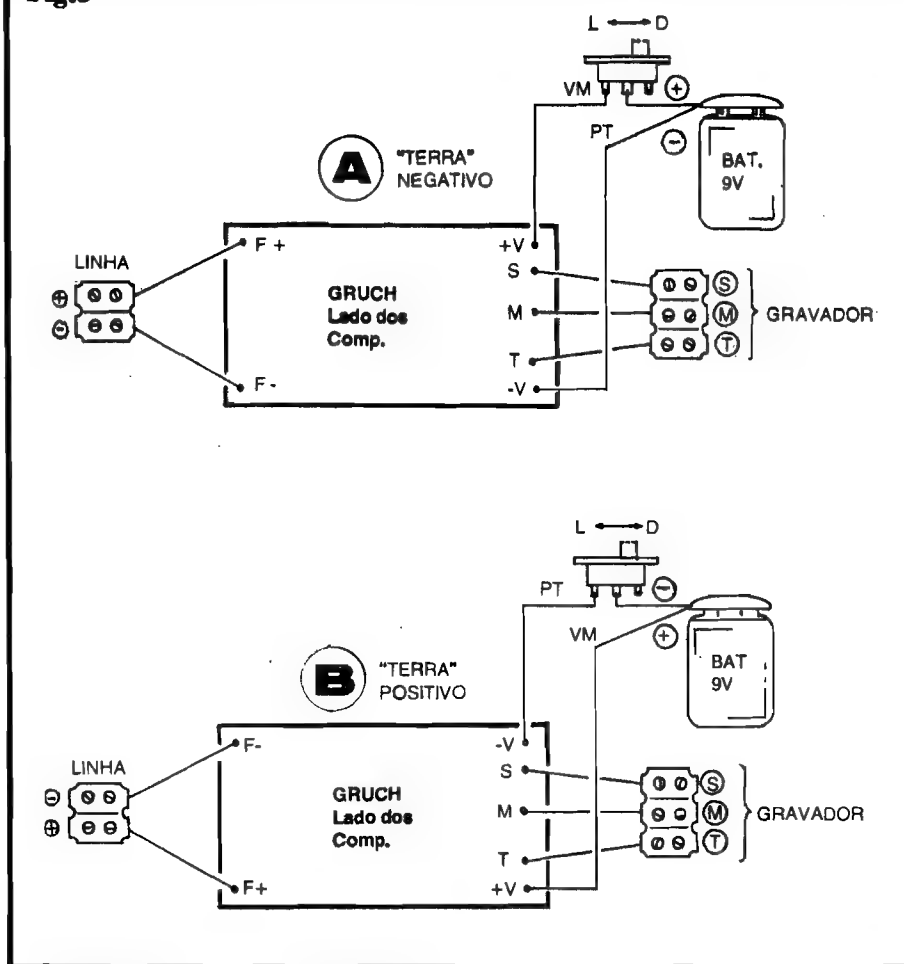 L D
VM ⊕
PT ⊖
BAT.
9V
A "TERRA"
NEGATIVO
LINHA
⊕
⊖
F +
F -
GRUCH
Lado dos
Comp.
+V
S
M
T
-V
Ⓢ
Ⓜ
Ⓣ
GRAVADOR
L D
PT ⊖
VM ⊕
BAT
9V
B "TERRA"
POSITIVO
LINHA
⊖
⊕
F-
F+
GRUCH
Lado dos
Comp.
-V
S
M
T
+V
Ⓢ
Ⓜ
Ⓣ
GRAVADOR